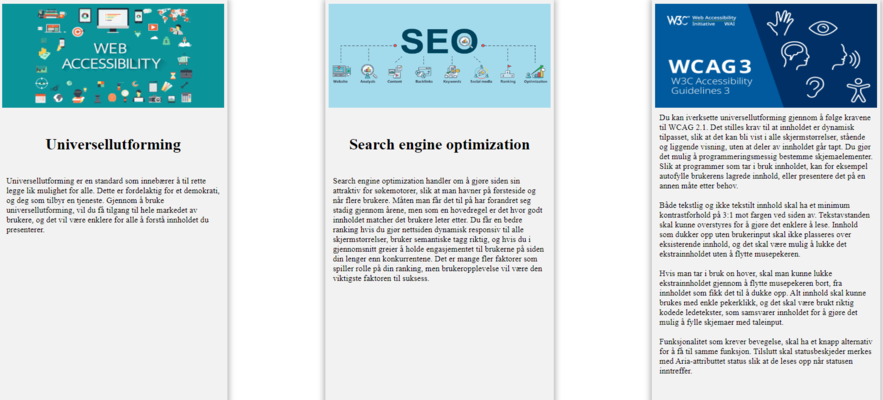 WEB
ACCESSIBILITY
Universellutforming
Universellutforming er en standard som innebærer å til rette
legge lik mulighet for alle. Dette er fordelaktig for et demokrati,
og deg som tilbyr en tjeneste. Gjennom å bruke
universellutforming, vil du få tilgang til hele markedet av
brukere, og det vil være enklere for alle å forstå innholdet du
presenterer.
SEO
Website Analysis Content Backlinks Keywords Social media Ranking Optimization
Search engine optimization
Search engine optimization handler om å gjøre siden sin
attraktiv for søkemotorer, slik at man havner på førsteside og
når flere brukere. Måten man får det til på har forandret seg
stadig gjennom årene, men som en hovedregel er det hvor godt
innholdet matcher det brukere leter etter. Du får en bedre
ranking hvis du gjør nettsiden dynamisk responsiv til alle
skjermstørrelser, bruker semantiske tagg riktig, og hvis du i
gjennomsnitt greier å holde engasjementet til brukerne på siden
din lenger enn konkurrentene. Det er mange fler faktorer som
spiller rolle på din ranking, men brukeropplevelse vil være den
viktigste faktoren til suksess.
W3C Web Accessibility
Initiative WAI
WCAG 3
W3C Accessibility
Guidelines 3
Du kan iverksette universellutforming gjennom å følge kravene
til WCAG 2.1. Det stilles krav til at innholdet er dynamisk
tilpasset, slik at det kan bli vist i alle skjermstørrelser, stående
og liggende visning, uten at deler av innholdet går tapt. Du gjør
det mulig å programmeringsmessig bestemme skjemaelementer.
Slik at programmer som tar i bruk innholdet, kan for eksempel
autofylle brukerens lagrede innhold, eller presentere det på en
annen måte etter behov.
Både tekstlig og ikke tekstilt innhold skal ha et minimum
kontrastforhold på 3:1 mot fargen ved siden av. Tekstavstanden
skal kunne overstyres for å gjøre det enklere å lese. Innhold
som dukker opp uten brukerinput skal ikke plasseres over
eksisterende innhold, og det skal være mulig å lukke det
ekstrainnholdet uten å flytte musepekeren.
Hvis man tar i bruk on hover, skal man kunne lukke
ekstrainnholdet gjennom å flytte musepekeren bort, fra
innholdet som fikk det til å dukke opp. Alt innhold skal kunne
brukes med enkle pekerklikk, og det skal være brukt riktig
kodede ledetekster, som samsvarer innholdet for å gjøre det
mulig å fylle skjemaer med taleinput.
Funksjonalitet som krever bevegelse, skal ha et knapp alternativ
for å få til samme funksjon. Tilslutt skal statusbeskjeder merkes
med Aria-attributtet status slik at de leses opp når statusen
inntreffer.